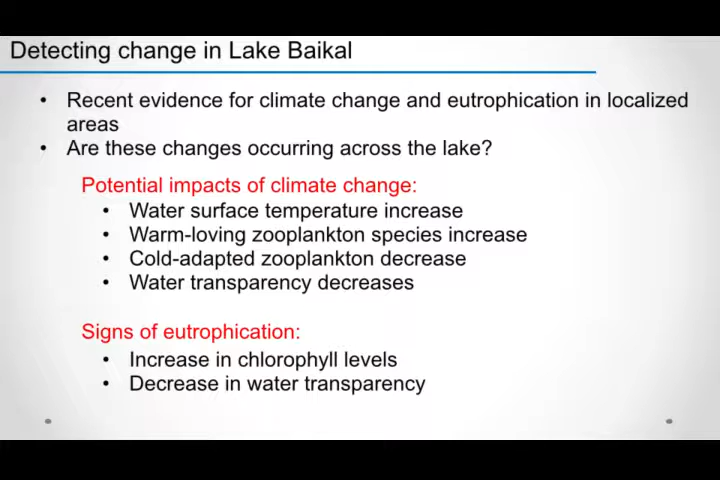 Detecting change in Lake Baikal
• Recent evidence for climate change and eutrophication in localized
areas
• Are these changes occurring across the lake?
Potential impacts of climate change:
• Water surface temperature increase
• Warm-loving zooplankton species increase
• Cold-adapted zooplankton decrease
• Water transparency decreases
Signs of eutrophication:
• Increase in chlorophyll levels
• Decrease in water transparency